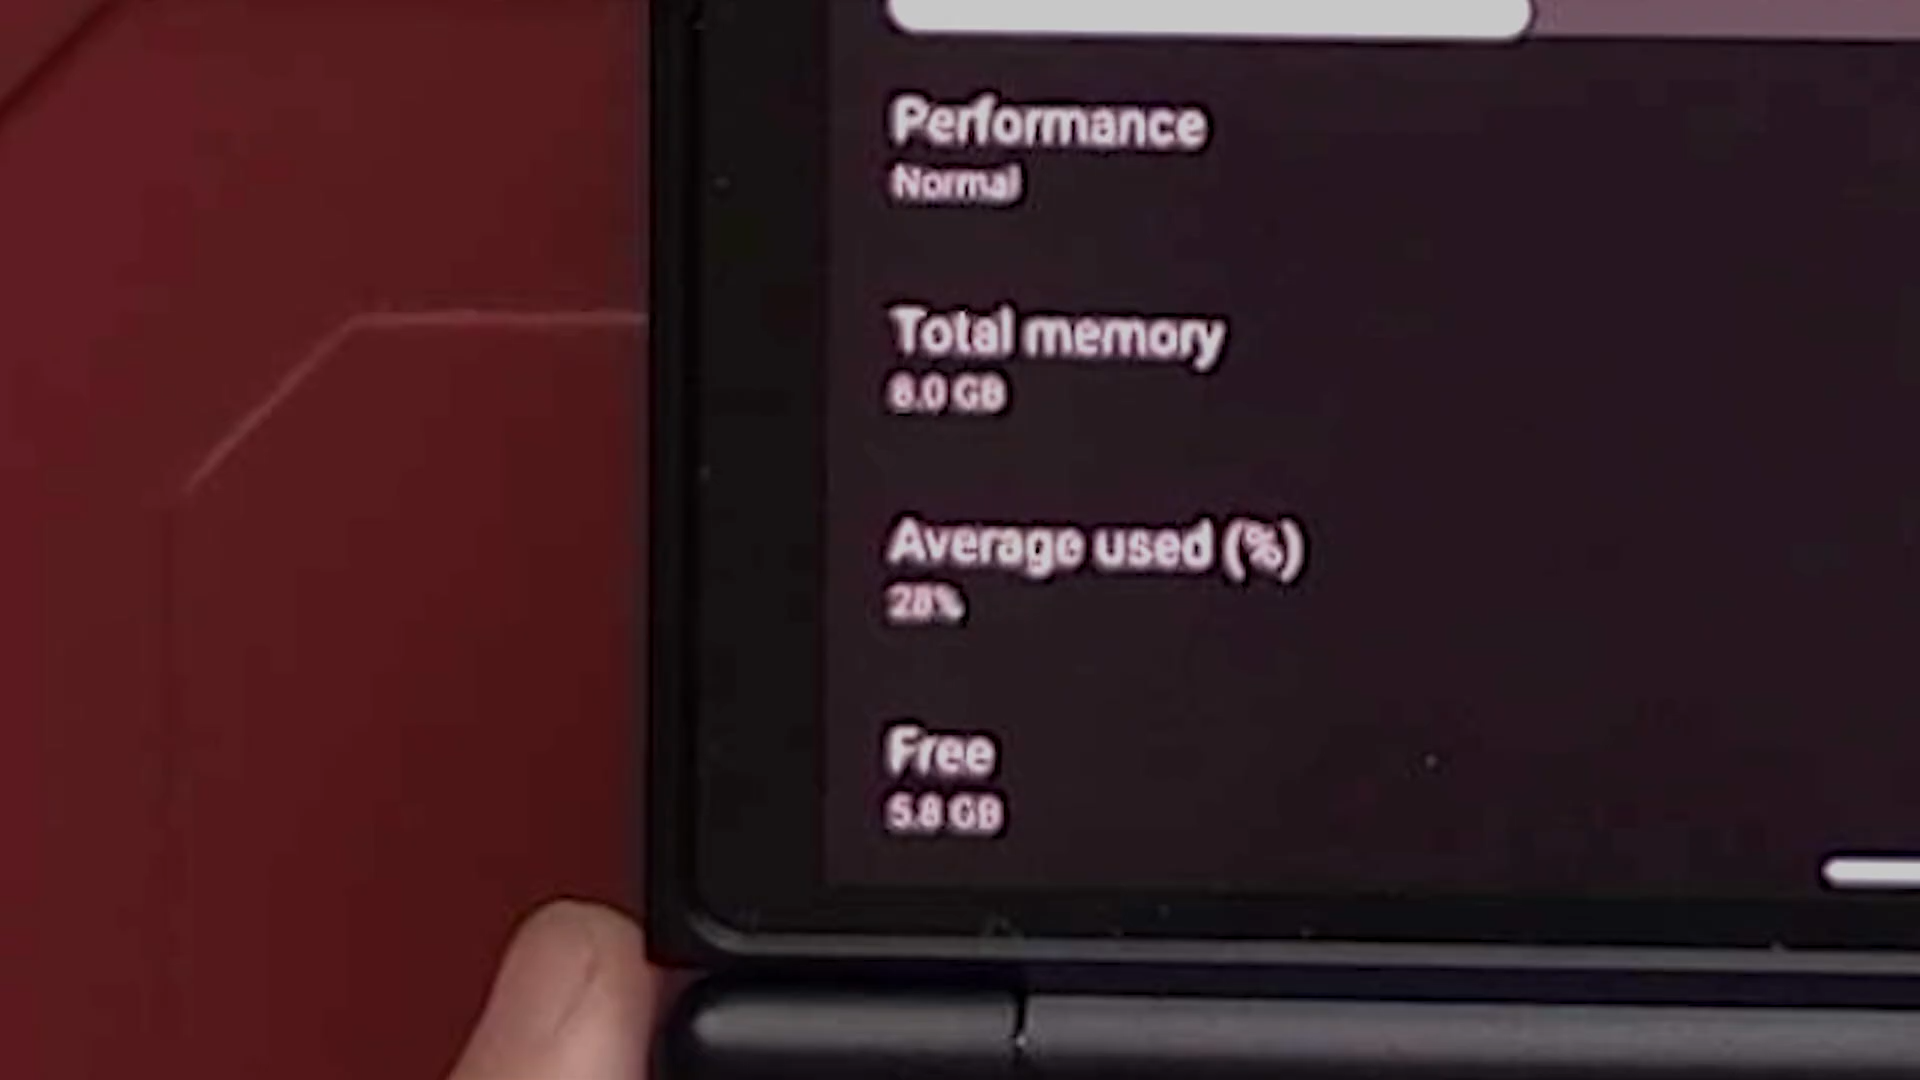 Performance
Normal
Total memory
8.0 GB
Average used (%)
28%
Free
5.8 GB